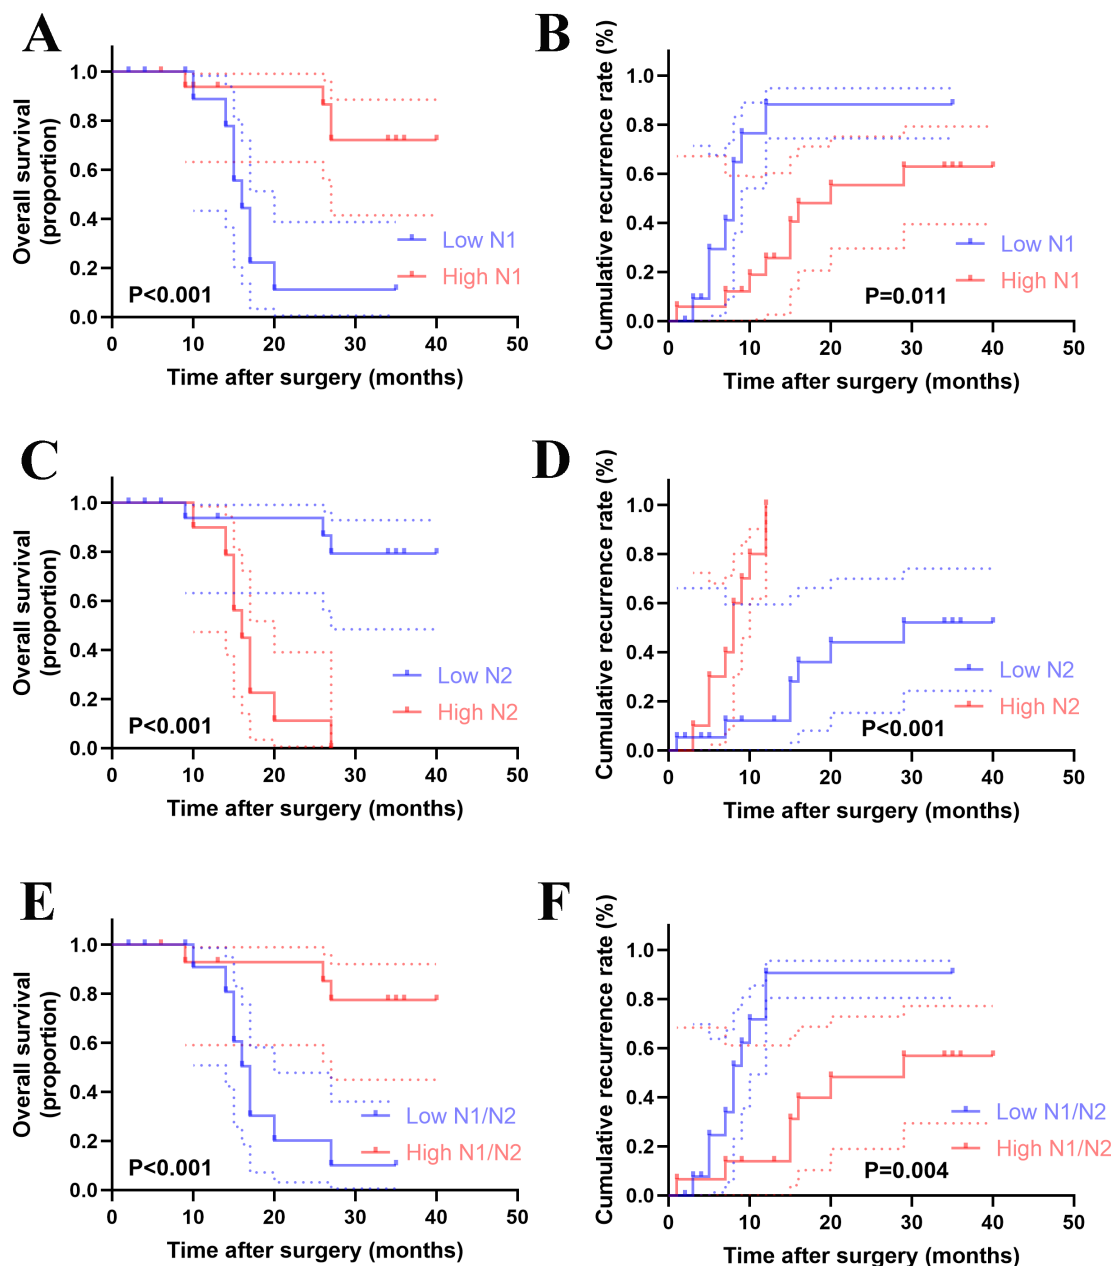 A
Overall survival
(proportion)
1.0
0.8
0.6
0.4
0.2
0.0
Low N1
High N1
P<0.001
0 10 20 30 40 50
Time after surgery (months)
B
Cumulative recurrence rate (%)
1.0
0.8
0.6
0.4
0.2
0.0
Low N1
High N1
P=0.011
0 10 20 30 40 50
Time after surgery (months)
C
Overall survival
(proportion)
1.0
0.8
0.6
0.4
0.2
0.0
Low N2
High N2
P<0.001
0 10 20 30 40 50
Time after surgery (months)
D
Cumulative recurrence rate (%)
1.0
0.8
0.6
0.4
0.2
0.0
Low N2
High N2
P<0.001
0 10 20 30 40 50
Time after surgery (months)
E
Overall survival
(proportion)
1.0
0.8
0.6
0.4
0.2
0.0
Low N1/N2
High N1/N2
P<0.001
0 10 20 30 40 50
Time after surgery (months)
F
Cumulative recurrence rate (%)
1.0
0.8
0.6
0.4
0.2
0.0
Low N1/N2
High N1/N2
P=0.004
0 10 20 30 40 50
Time after surgery (months)